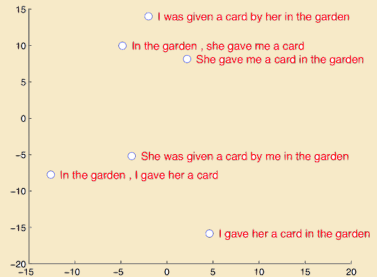 15
I was given a card by her in the garden
10
In the garden , she gave me a card
She gave me a card in the garden
5
0
−5
She was given a card by me in the garden
In the garden , I gave her a card
−10
−15
I gave her a card in the garden
−20
−15 −10 −5 0 5 10 15 20